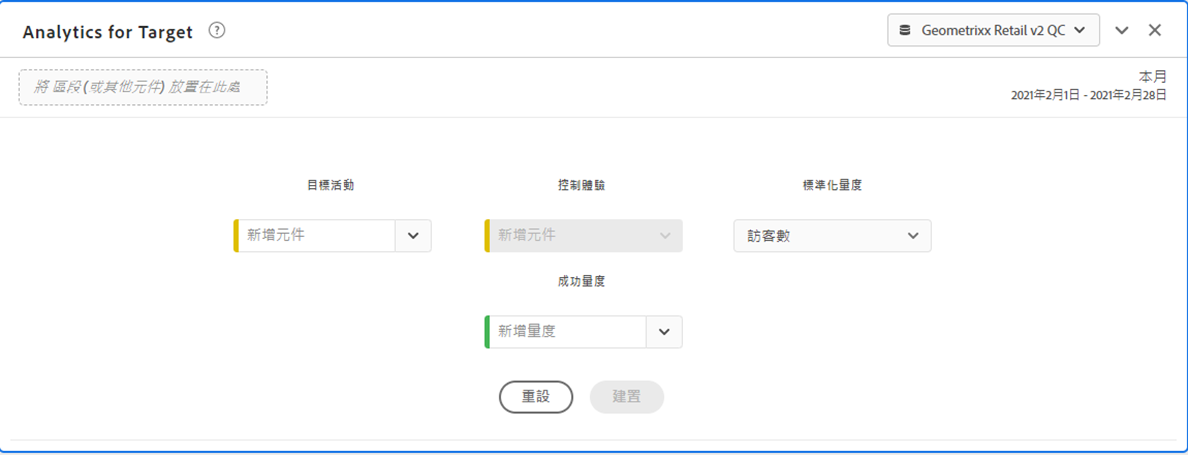 Analytics for Target ? Geometrixx Retail v2 QC
將 區段 (或其他元件) 放置在此處
本月
2021年2月1日 - 2021年2月28日
目標活動 控制體驗 標準化量度
新增元件 新增元件 訪客數
成功量度
新增量度
重設 建置